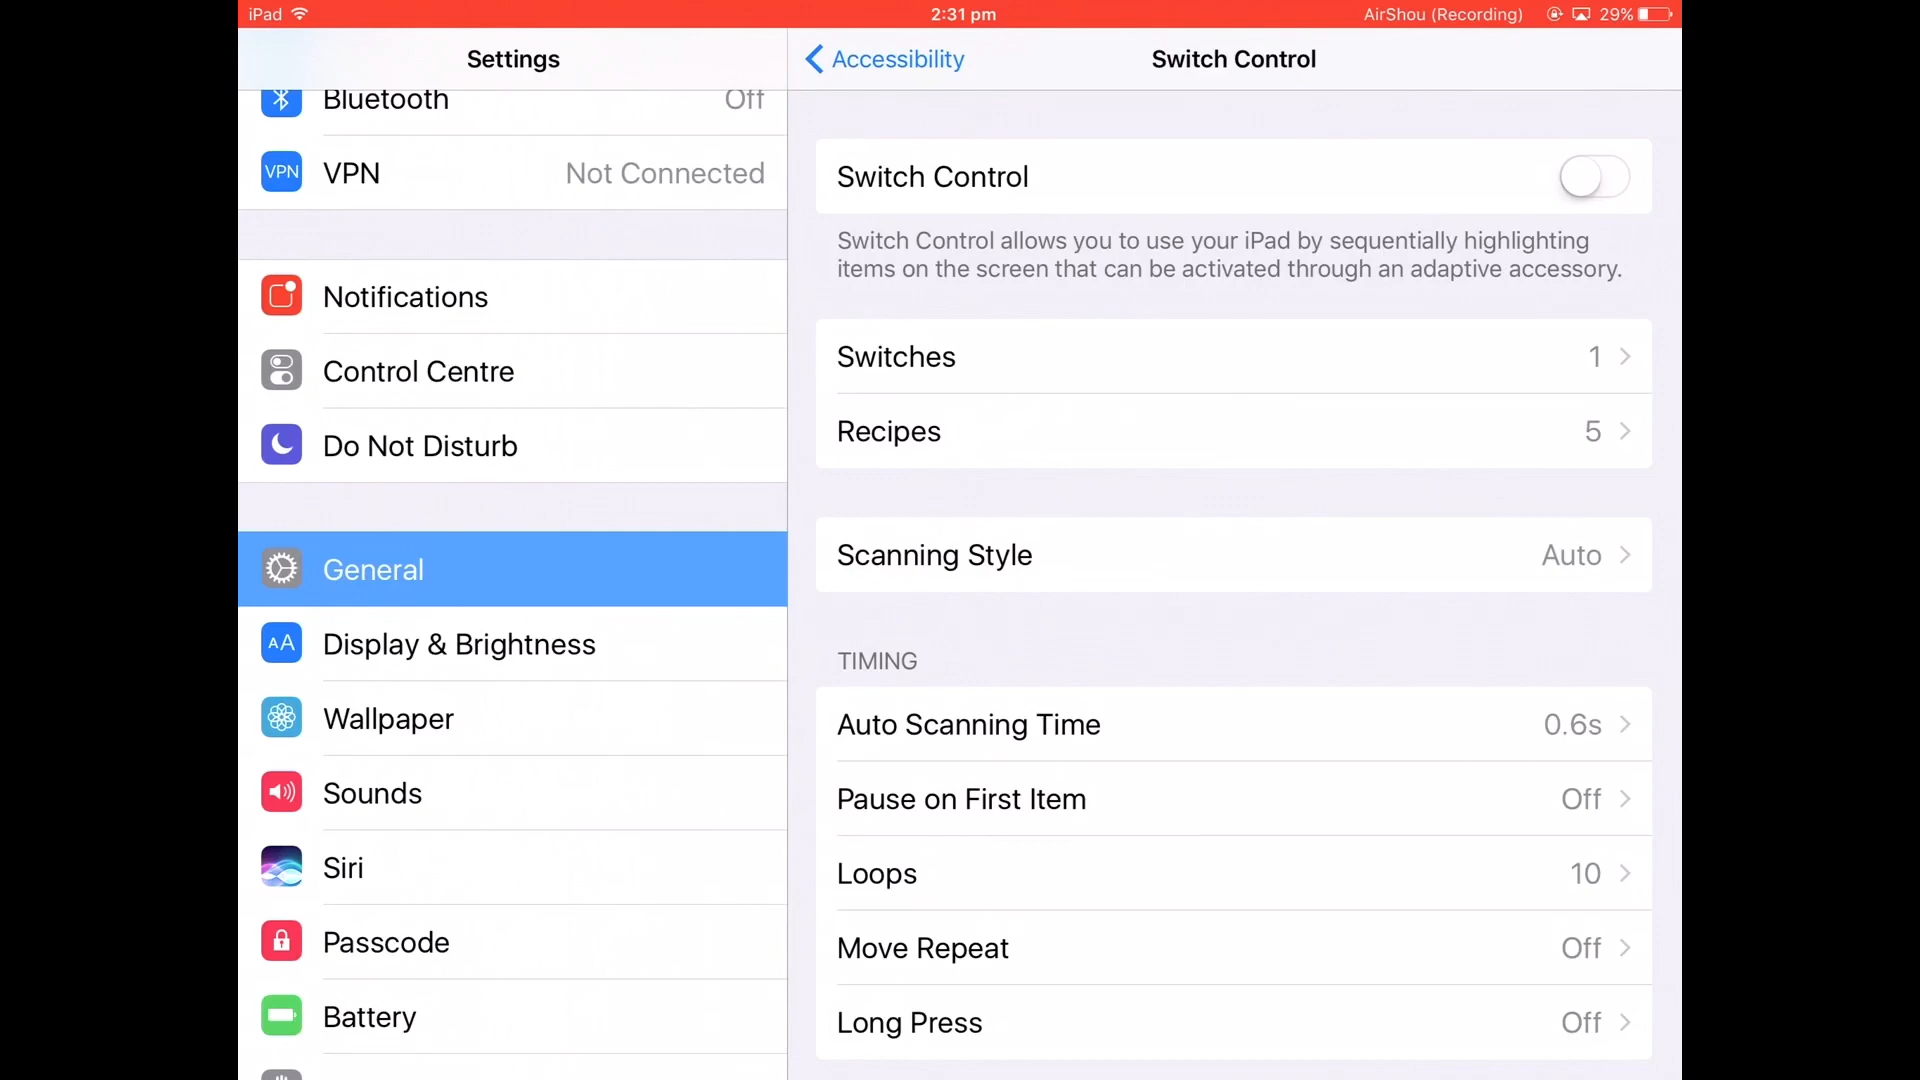 iPad
2:31 pm
AirShou (Recording)
29%
Settings
Bluetooth Off
VPN VPN Not Connected
Notifications
Control Centre
Do Not Disturb
General
AA Display & Brightness
Wallpaper
Sounds
Siri
Passcode
Battery
Accessibility
Switch Control
Switch Control
Switch Control allows you to use your iPad by sequentially highlighting
items on the screen that can be activated through an adaptive accessory.
Switches 1
Recipes 5
Scanning Style Auto
TIMING
Auto Scanning Time 0.6s
Pause on First Item Off
Loops 10
Move Repeat Off
Long Press Off